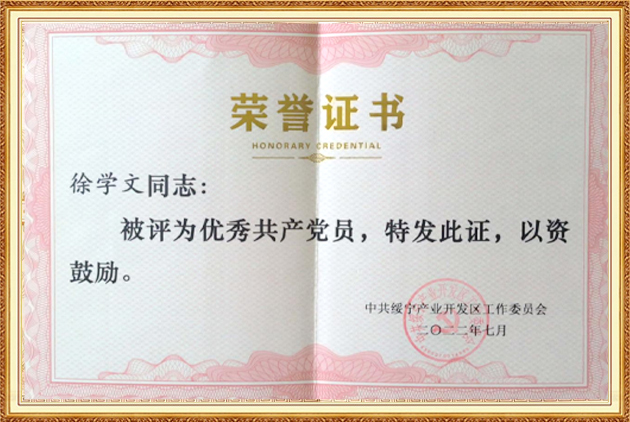 荣誉证书
HONORARY CREDENTIAL
徐学文同志：
被评为优秀共产党员，特发此证，以资
鼓励。
中共绥宁产业开发区工作委员会
二〇二二年七月